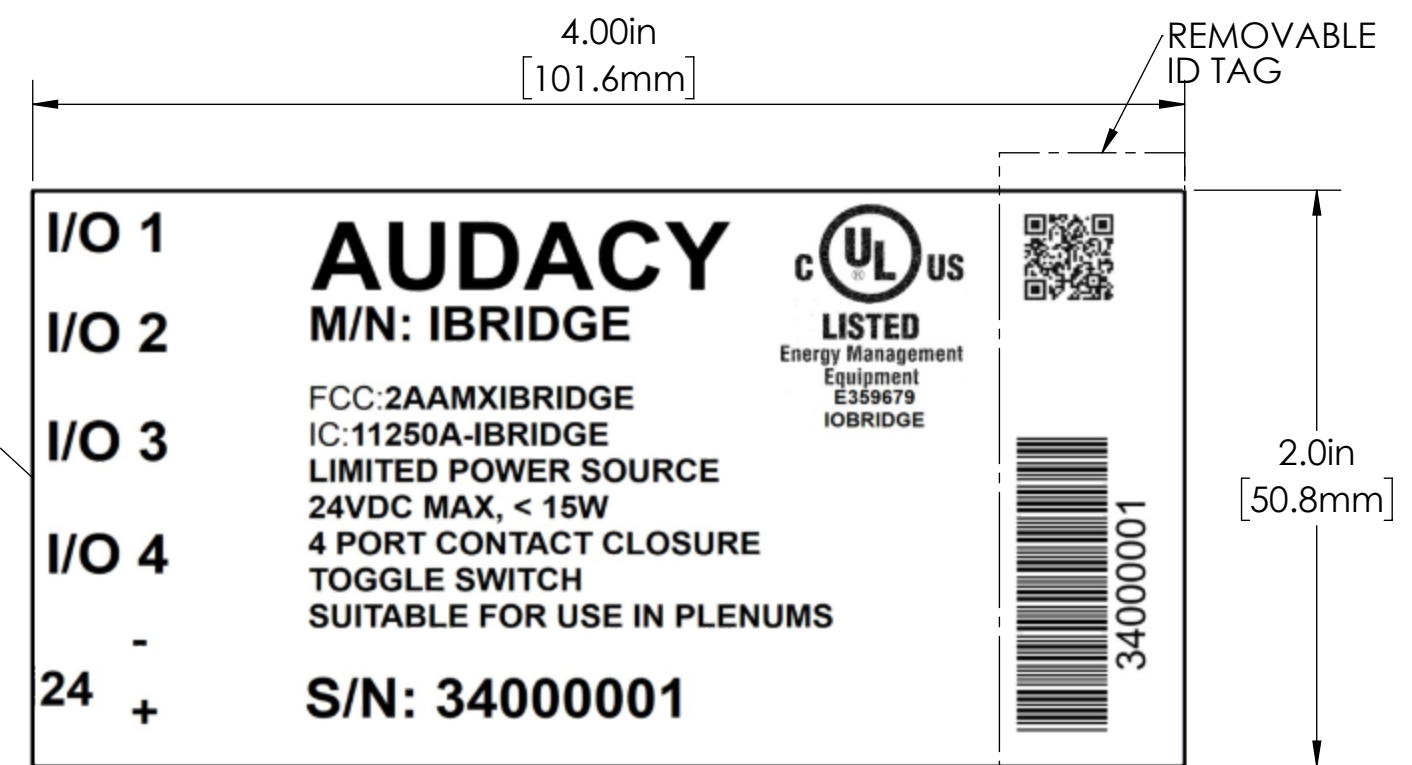 4.00in
[101.6mm]
REMOVABLE
ID TAG
I/O 1
I/O 2
I/O 3
I/O 4
-
24
+
AUDACY
M/N: IBRIDGE
FCC:2AAMXIBRIDGE
IC:11250A-IBRIDGE
LIMITED POWER SOURCE
24VDC MAX, < 15W
4 PORT CONTACT CLOSURE
TOGGLE SWITCH
SUITABLE FOR USE IN PLENUMS
S/N: 34000001
C UL ® US
LISTED
Energy Management
Equipment
E359679
IOBRIDGE
34000001
2.0in
[50.8mm]